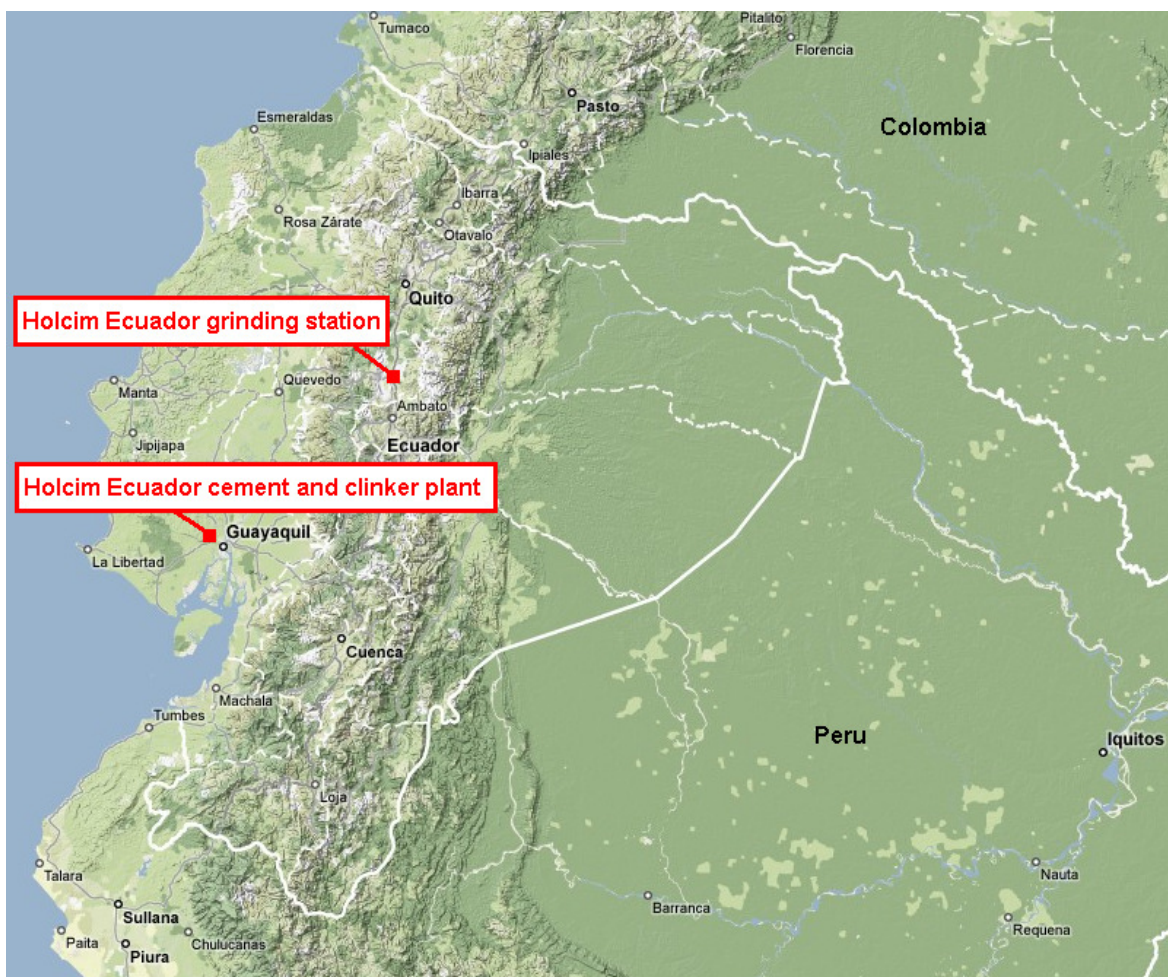 Pitalito
Tumaco
Florencia
Pasto
Esmeraldas
Colombia
Ipiales
Ibarra
Rosa Zárate
Otavalo
Quito
Holcim Ecuador grinding station
Manta
Quevedo
Ambato
Jipijapa
Ecuador
Holcim Ecuador cement and clinker plant
Guayaquil
La Libertad
Cuenca
Machala
Tumbes
Peru
Iquitos
Loja
Talara
Nauta
Sullana
Barranca
Requena
Paita
Chulucanas
Piura